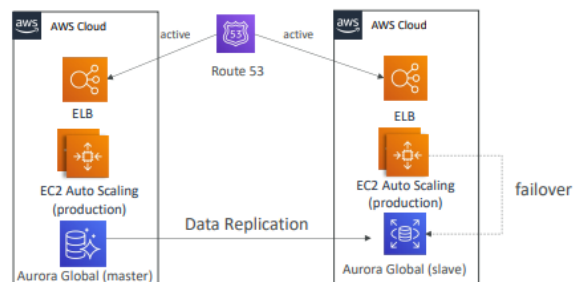 aws
AWS Cloud
active
53
active
Route 53
aws
AWS Cloud
ELB
ELB
EC2 Auto Scaling
(production)
EC2 Auto Scaling
(production)
failover
Data Replication
Aurora Global (master)
Aurora Global (slave)